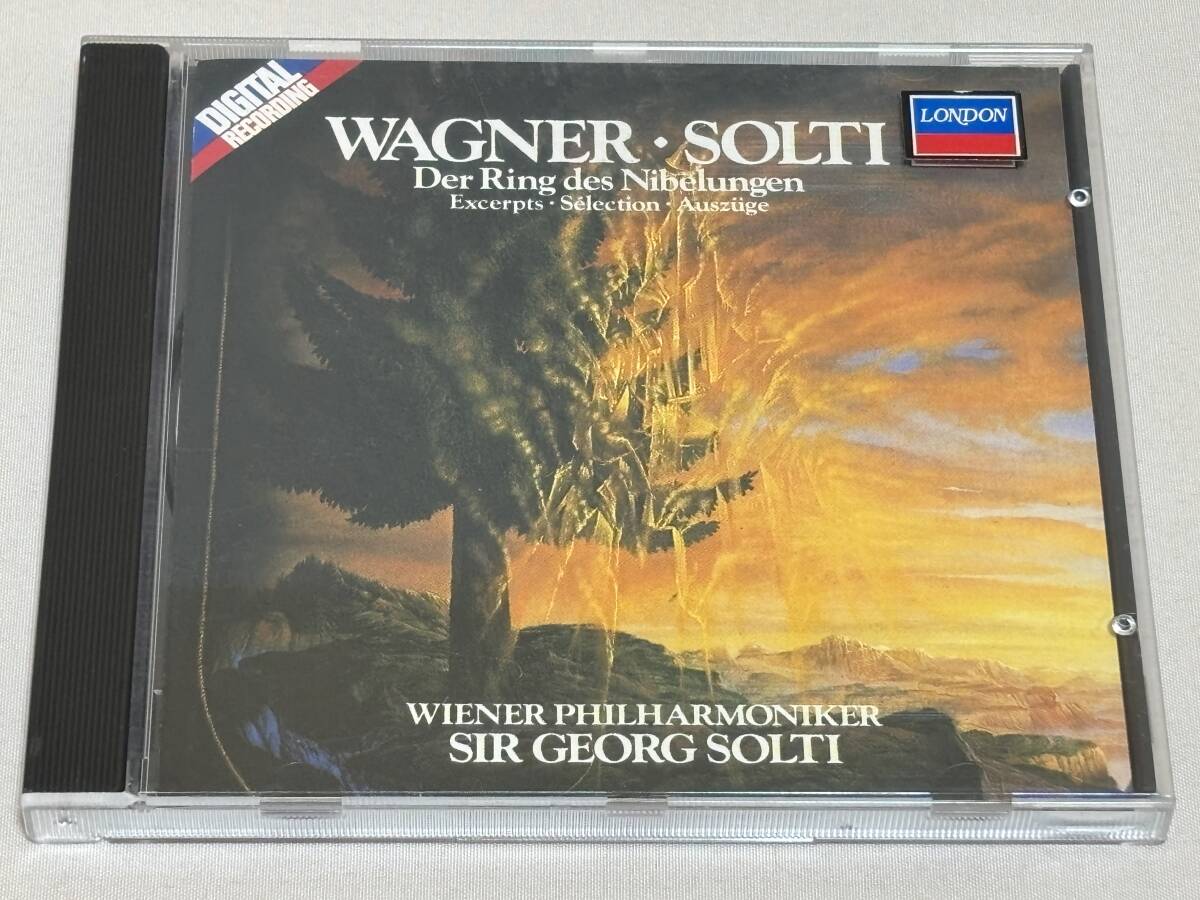 DIGITAL
RECORDING
WAGNER · SOLTI
LONDON
Der Ring des Nibelungen
Excerpts · Sélection · Auszüge
WIENER PHILHARMONIKER
SIR GEORG SOLTI